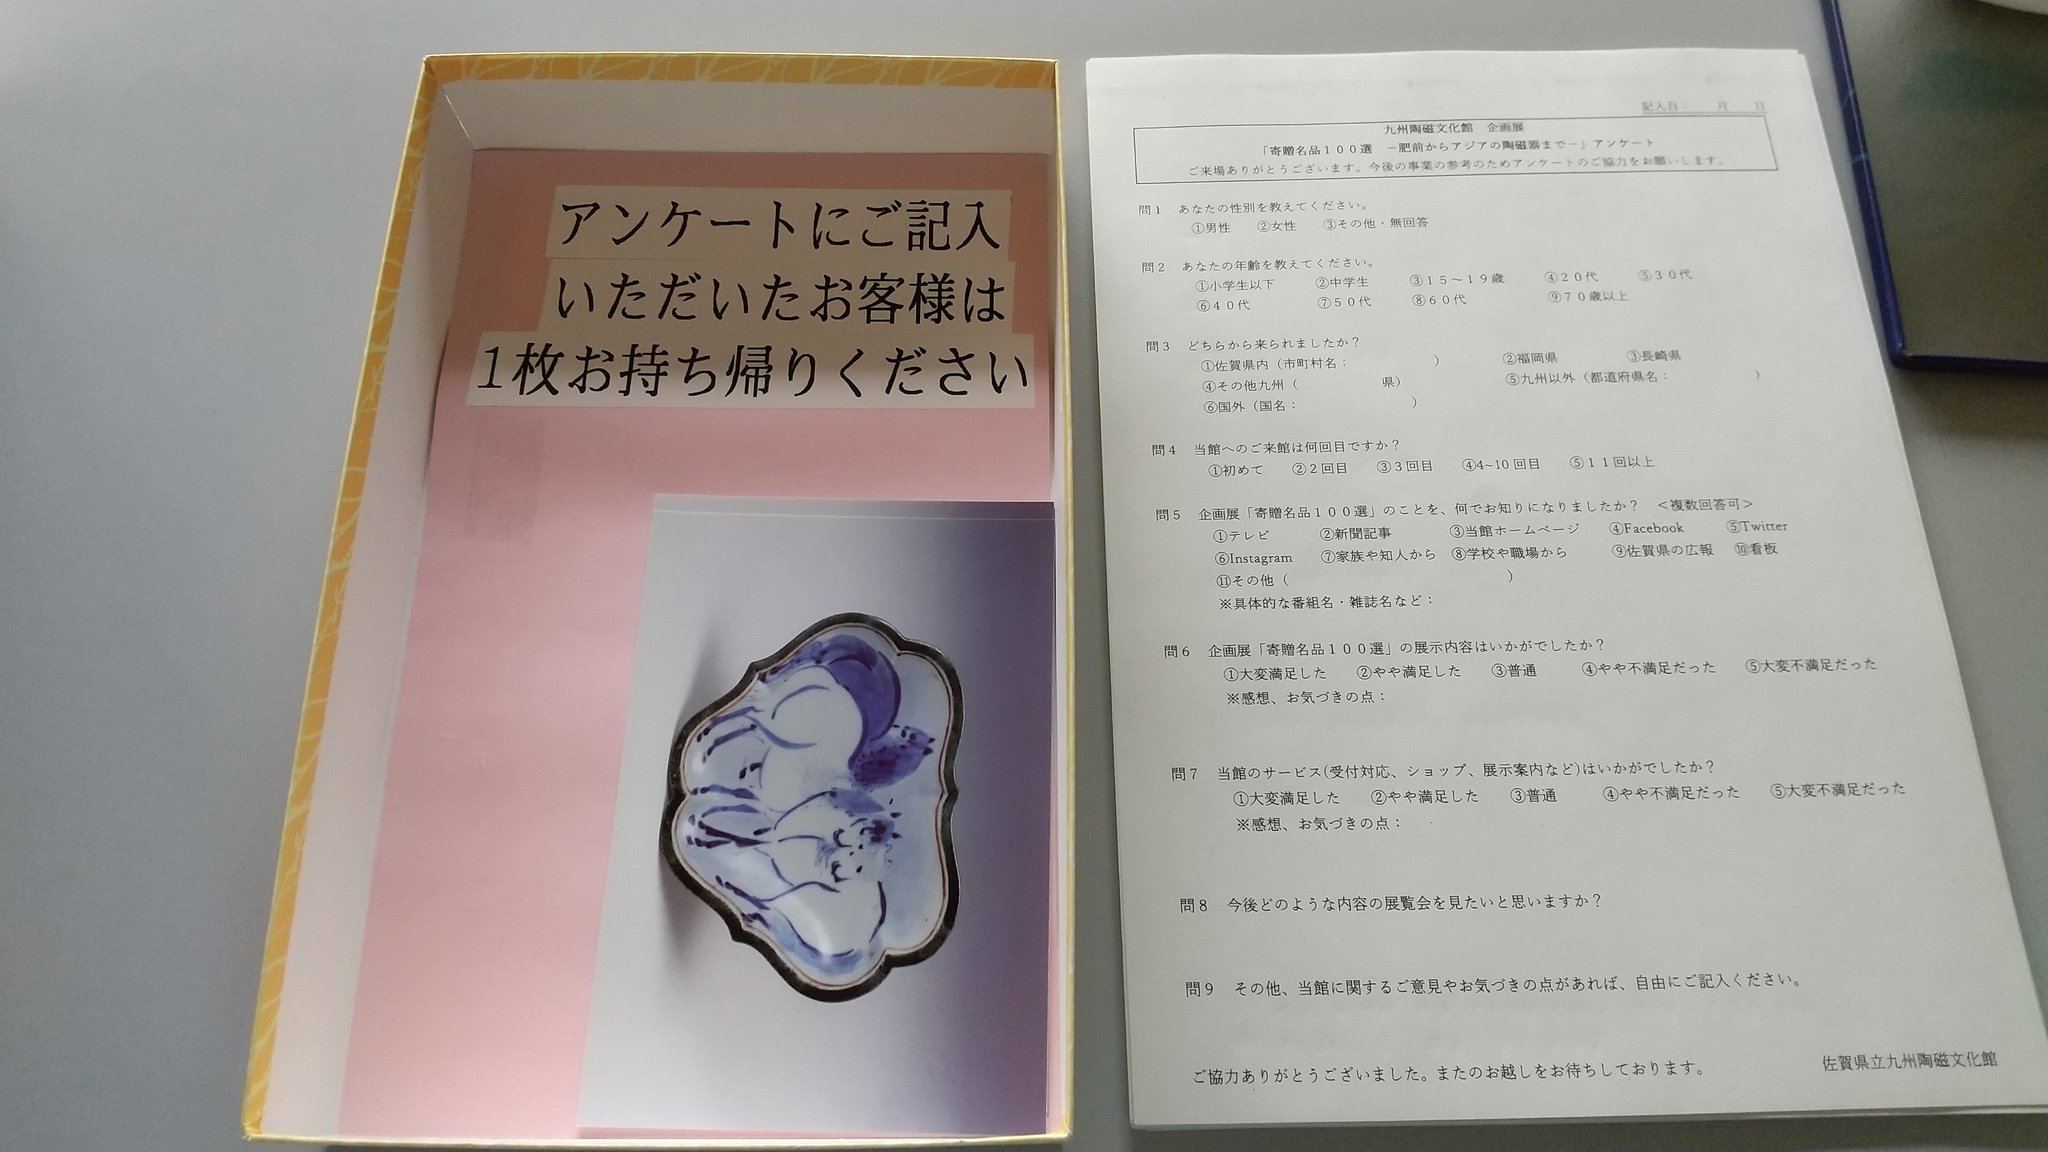 アンケートにご記入
いただいたお客様は
1枚お持ち帰りください
記入日： 月 日
九州陶磁文化館 企画展
「寄贈名品１００選 －肥前からアジアの陶磁器まで－」アンケート
ご来場ありがとうございます。今後の事業の参考のためアンケートのご協力をお願いします。
問１ あなたの性別を教えてください。
①男性 ②女性 ③その他・無回答
問２ あなたの年齢を教えてください。
①小学生以下 ②中学生 ③１５～１９歳 ④２０代 ⑤３０代
⑥４０代 ⑦５０代 ⑧６０代 ⑨７０歳以上
問３ どちらから来られましたか？
①佐賀県内（市町村名： ） ②福岡県 ③長崎県
④その他九州（ 県） ⑤九州以外（都道府県名： ）
⑥国外（国名： ）
問４ 当館へのご来館は何回目ですか？
①初めて ②２回目 ③３回目 ④4~10回目 ⑤１１回以上
問５ 企画展「寄贈名品１００選」のことを、何でお知りになりましたか？ ＜複数回答可＞
①テレビ ②新聞記事 ③当館ホームページ ④Facebook ⑤Twitter
⑥Instagram ⑦家族や知人から ⑧学校や職場から ⑨佐賀県の広報 ⑩看板
⑪その他（ ）
※具体的な番組名・雑誌名など：
問６ 企画展「寄贈名品１００選」の展示内容はいかがでしたか？
①大変満足した ②やや満足した ③普通 ④やや不満足だった ⑤大変不満足だった
※感想、お気づきの点：
問７ 当館のサービス(受付対応、ショップ、展示案内など)はいかがでしたか？
①大変満足した ②やや満足した ③普通 ④やや不満足だった ⑤大変不満足だった
※感想、お気づきの点：
問８ 今後どのような内容の展覧会を見たいと思いますか？
問９ その他、当館に関するご意見やお気づきの点があれば、自由にご記入ください。
ご協力ありがとうございました。またのお越しをお待ちしております。
佐賀県立九州陶磁文化館